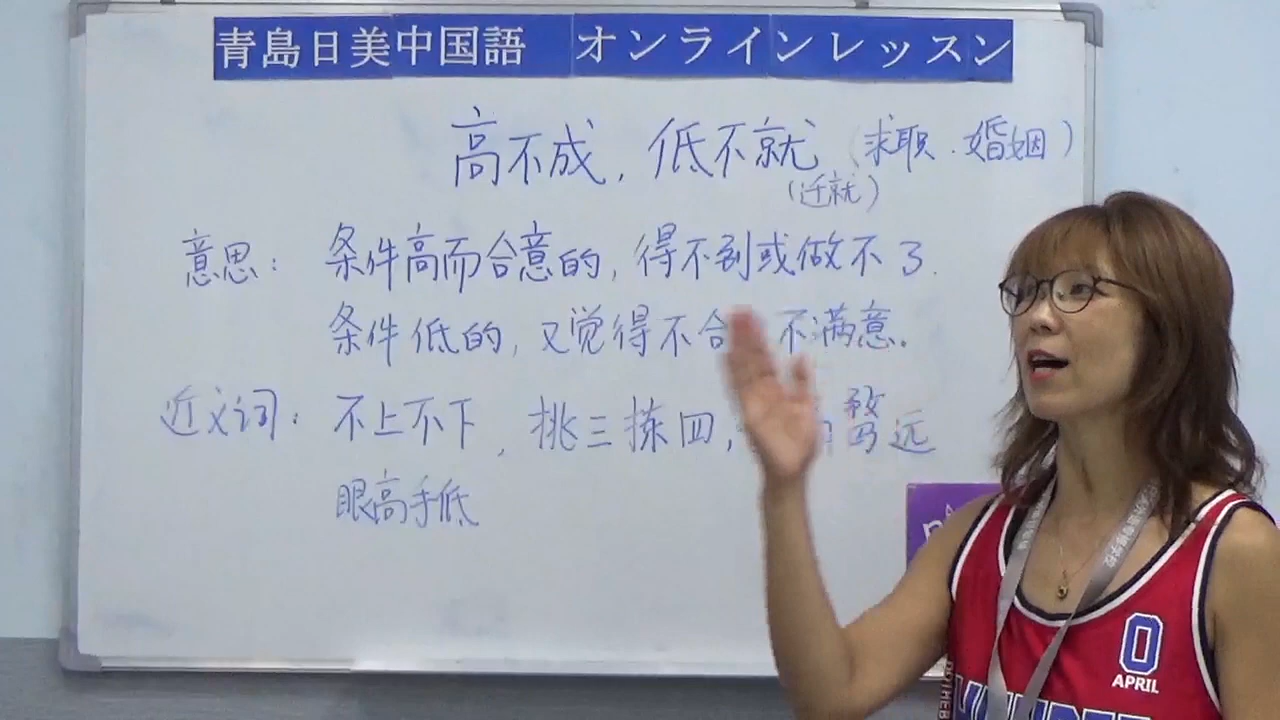 青島日美中国語 オンラインレッスン
高不成，低不就（求职．婚姻）
（迁就）
意思：条件高而合意的，得不到或做不了．
条件低的，又觉得不合 不满意。
近义词：不上不下，挑三拣四， 骛远
眼高手低
0
APRIL